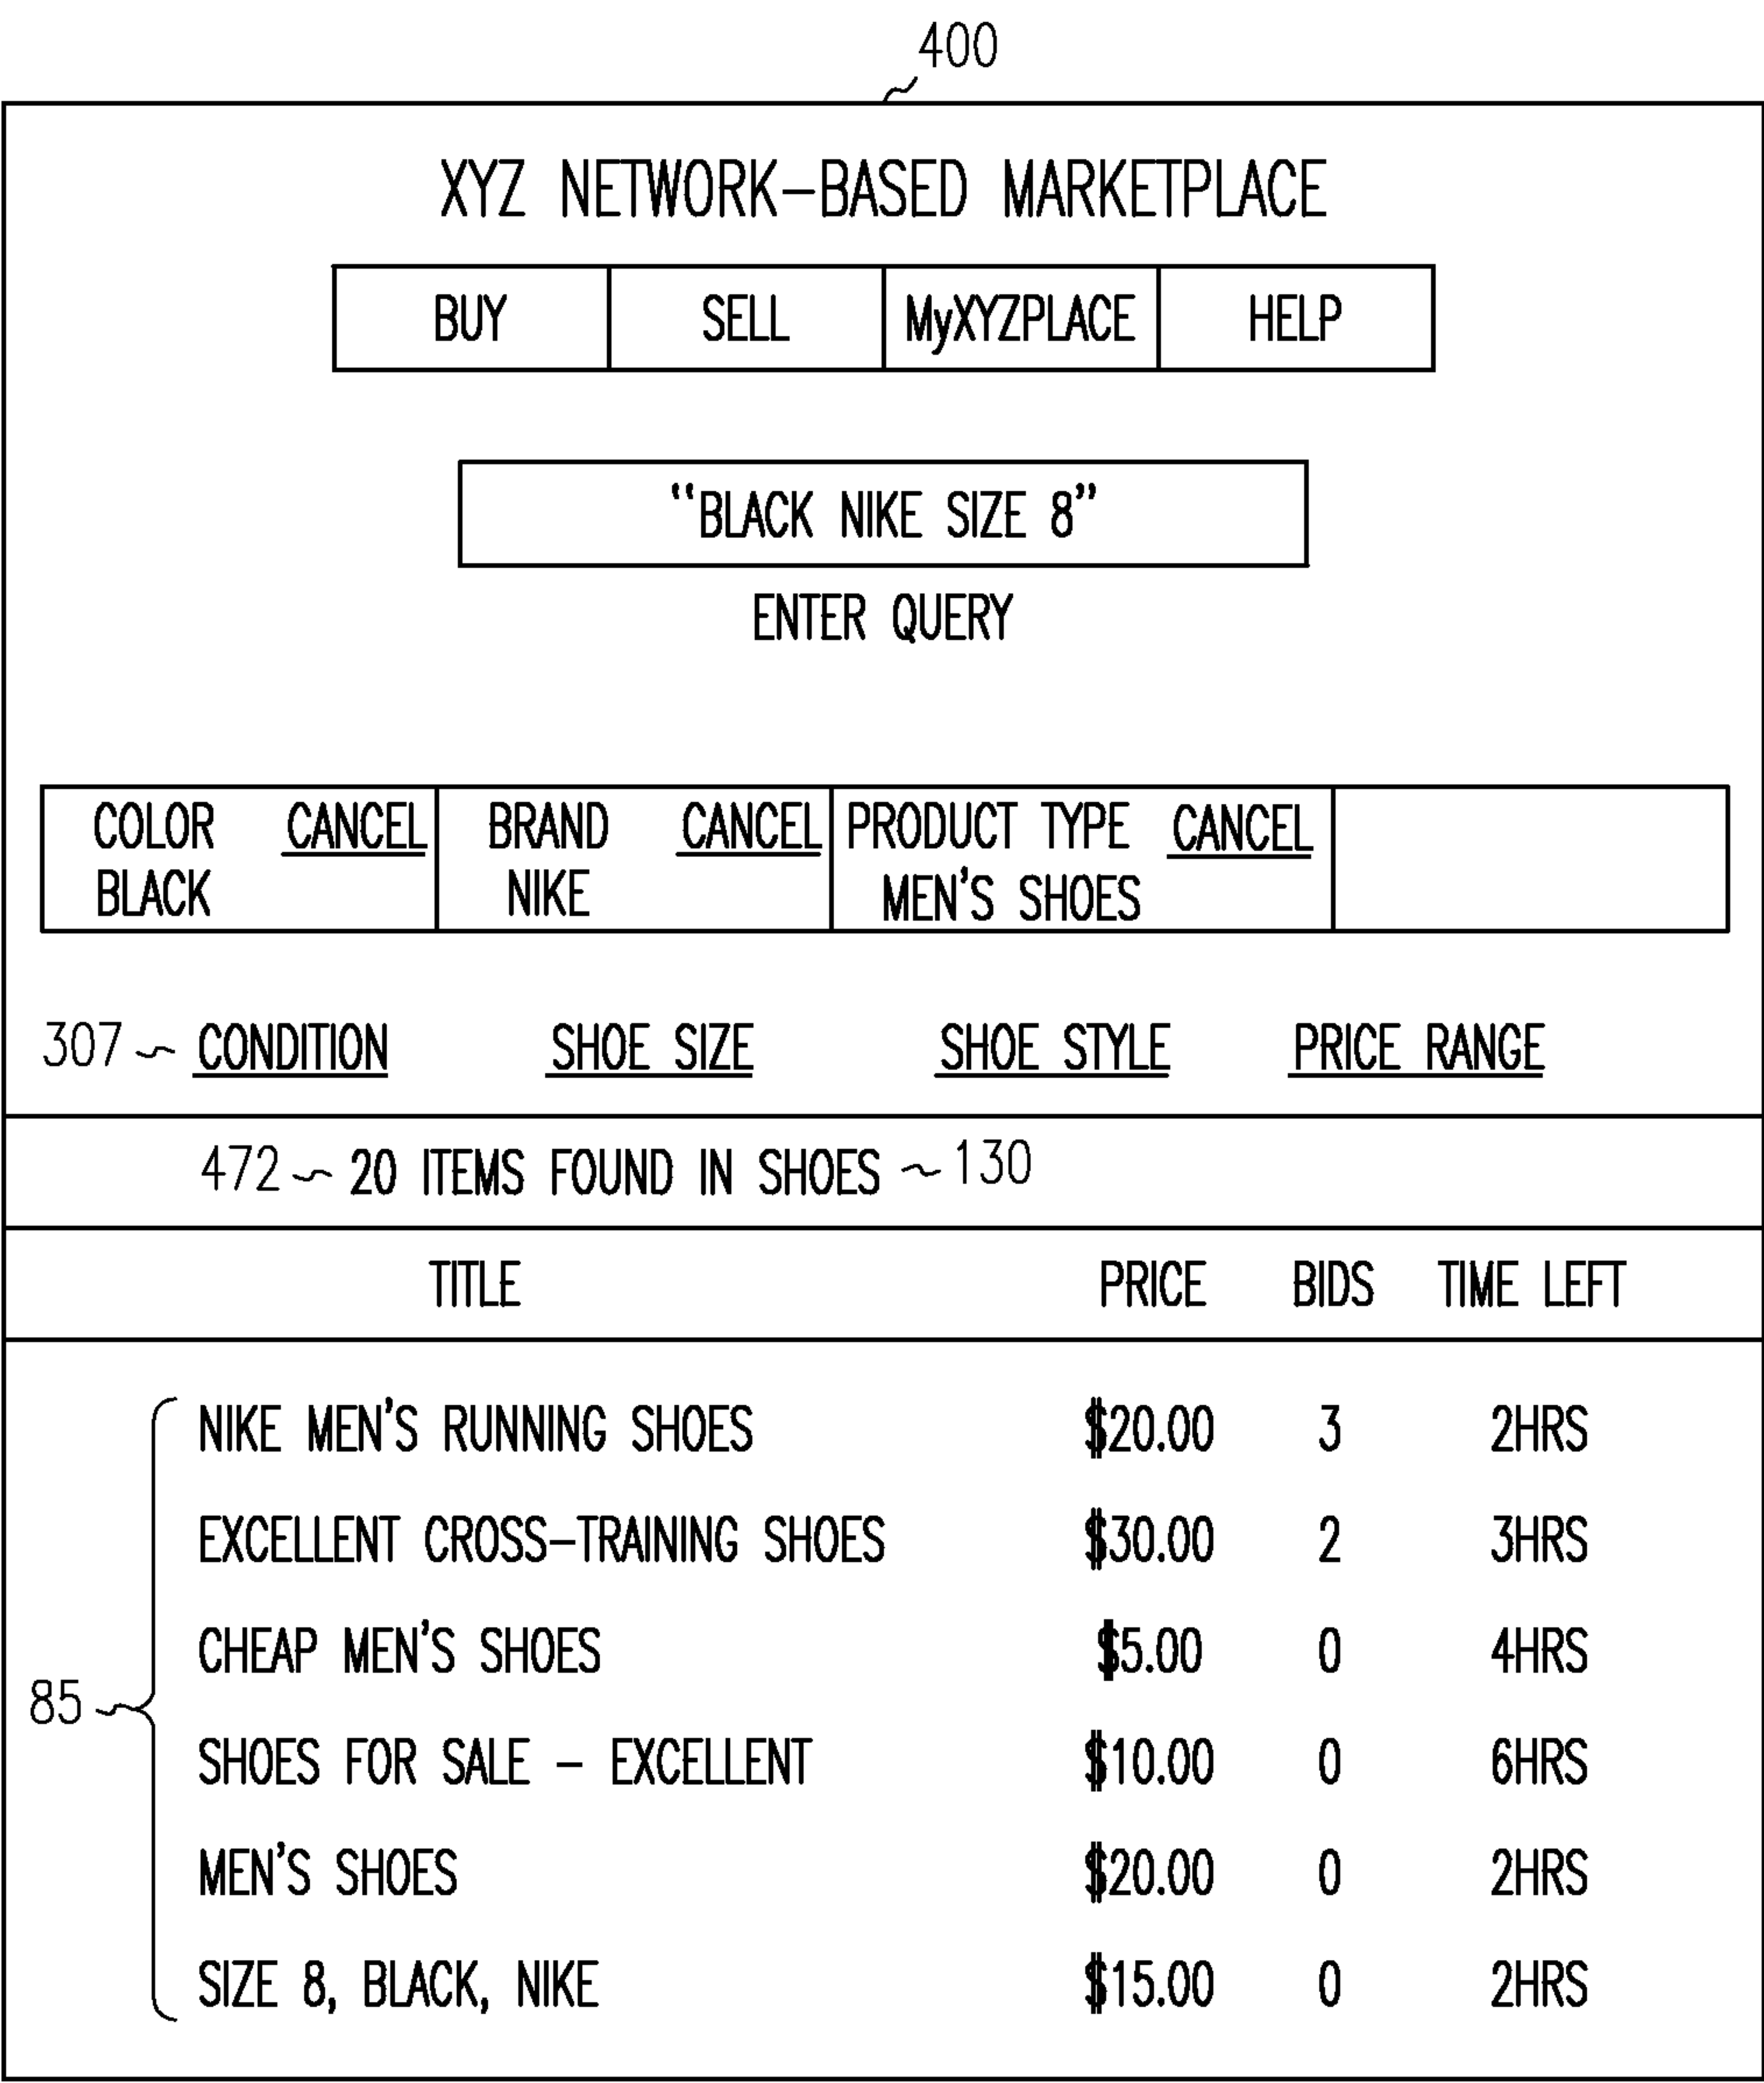 400
XYZ NETWORK-BASED MARKETPLACE
BUY SELL MyXYZPLACE HELP
“BLACK NIKE SIZE 8”
ENTER QUERY
COLOR CANCEL BRAND CANCEL PRODUCT TYPE CANCEL
BLACK NIKE MEN'S SHOES
307 CONDITION SHOE SIZE SHOE STYLE PRICE RANGE
472 20 ITEMS FOUND IN SHOES 130
TITLE PRICE BIDS TIME LEFT
NIKE MEN'S RUNNING SHOES $20.00 3 2HRS
EXCELLENT CROSS-TRAINING SHOES $30.00 2 3HRS
CHEAP MEN'S SHOES $5.00 0 4HRS
85
SHOES FOR SALE - EXCELLENT $10.00 0 6HRS
MEN'S SHOES $20.00 0 2HRS
SIZE 8, BLACK, NIKE $15.00 0 2HRS